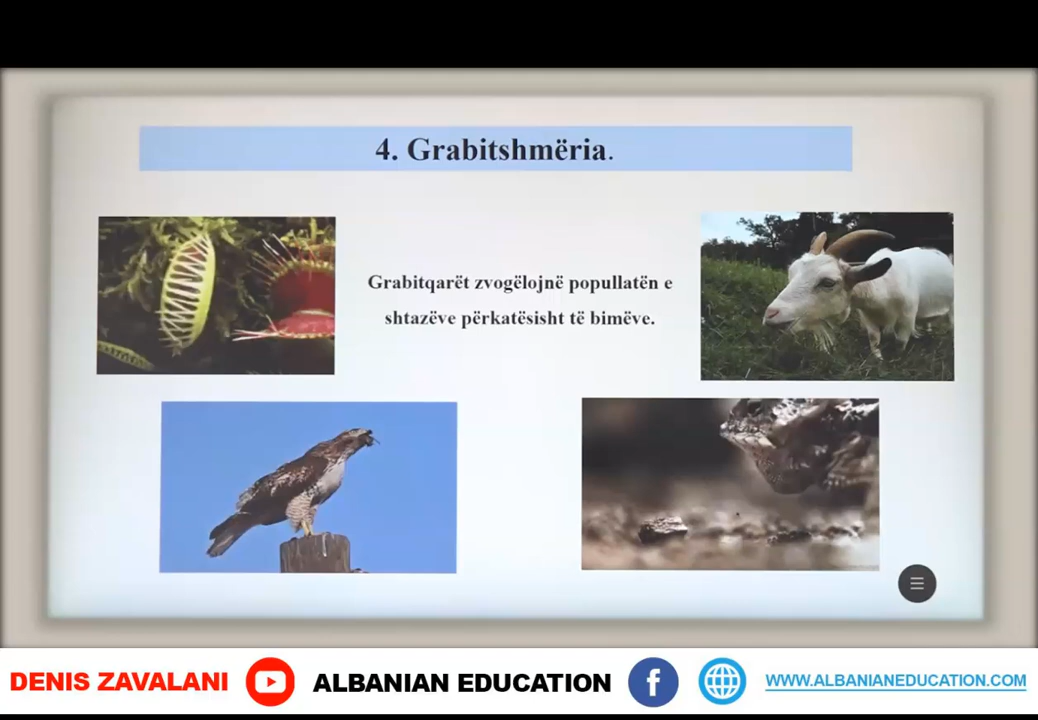 4. Grabitshmëria.
Grabitqarët zvogëlojnë popullatën e
shtazëve përkatësisht të bimëve.
DENIS ZAVALANI
ALBANIAN EDUCATION
f
WWW.ALBANIANEDUCATION.COM